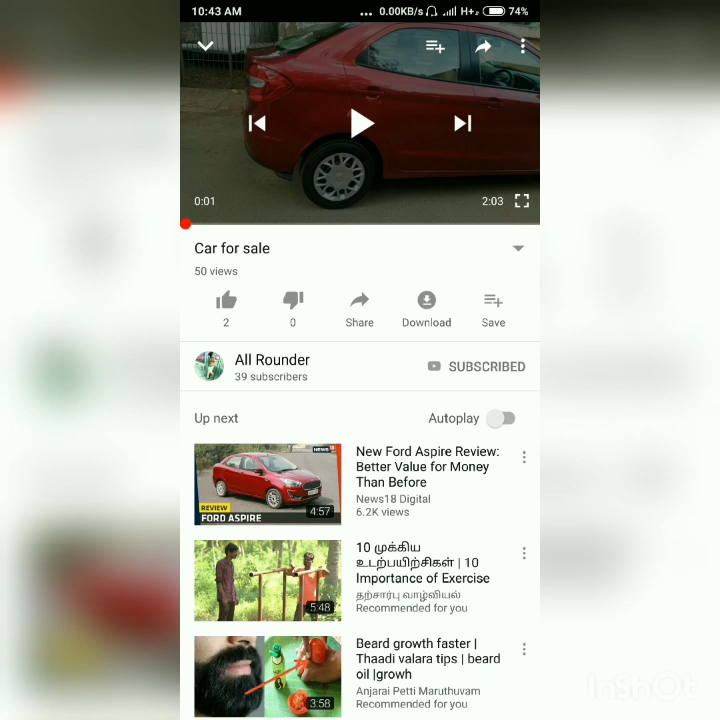 10:43 AM
... 0.00KB/s H+ 74%
0:01
2:03
Car for sale
50 views
2
0
Share
Download
Save
All Rounder
39 subscribers
SUBSCRIBED
Up next
Autoplay
NEWS18
REVIEW
FORD ASPIRE
4:57
New Ford Aspire Review:
Better Value for Money
Than Before
News18 Digital
6.2K views
5:48
10 முக்கிய
உடற்பயிற்சிகள் | 10
Importance of Exercise
தற்சார்பு வாழ்வியல்
Recommended for you
3:58
Beard growth faster |
Thaadi valara tips | beard
oil |growh
Anjarai Petti Maruthuvam
Recommended for you
InShOt